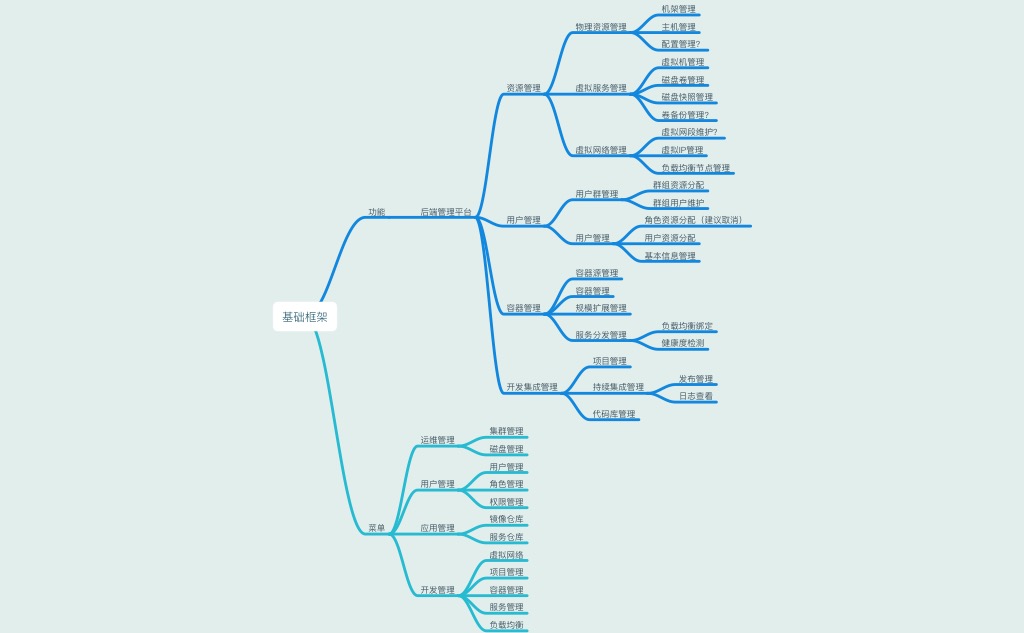 基础框架
功能
后端管理平台
资源管理
物理资源管理
机架管理
主机管理
配置管理?
虚拟服务管理
虚拟机管理
磁盘卷管理
磁盘快照管理
卷备份管理?
虚拟网络管理
虚拟网段维护?
虚拟IP管理
负载均衡节点管理
用户管理
用户群管理
群组资源分配
群组用户维护
用户管理
角色资源分配（建议取消）
用户资源分配
基本信息管理
容器管理
容器源管理
容器管理
规模扩展管理
服务分发管理
负载均衡绑定
健康度检测
开发集成管理
项目管理
持续集成管理
发布管理
日志查看
代码库管理
菜单
运维管理
集群管理
磁盘管理
用户管理
用户管理
角色管理
权限管理
应用管理
镜像仓库
服务仓库
开发管理
虚拟网络
项目管理
容器管理
服务管理
负载均衡